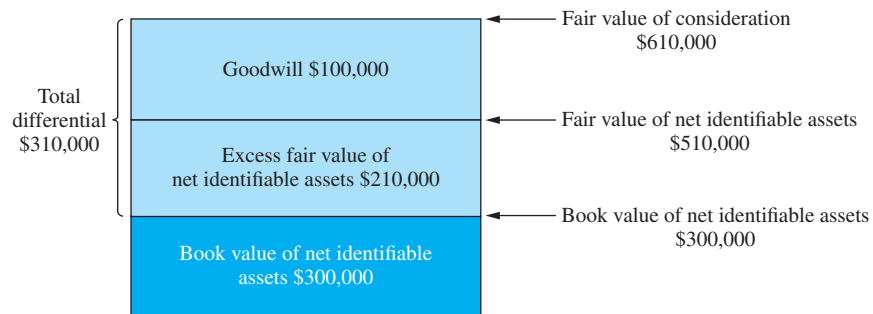 Fair value of consideration
$610,000
Goodwill $100,000
Total
differential
$310,000
Fair value of net identifiable assets
$510,000
Excess fair value of
net identifiable assets $210,000
Book value of net identifiable assets
$300,000
Book value of net identifiable
assets $300,000